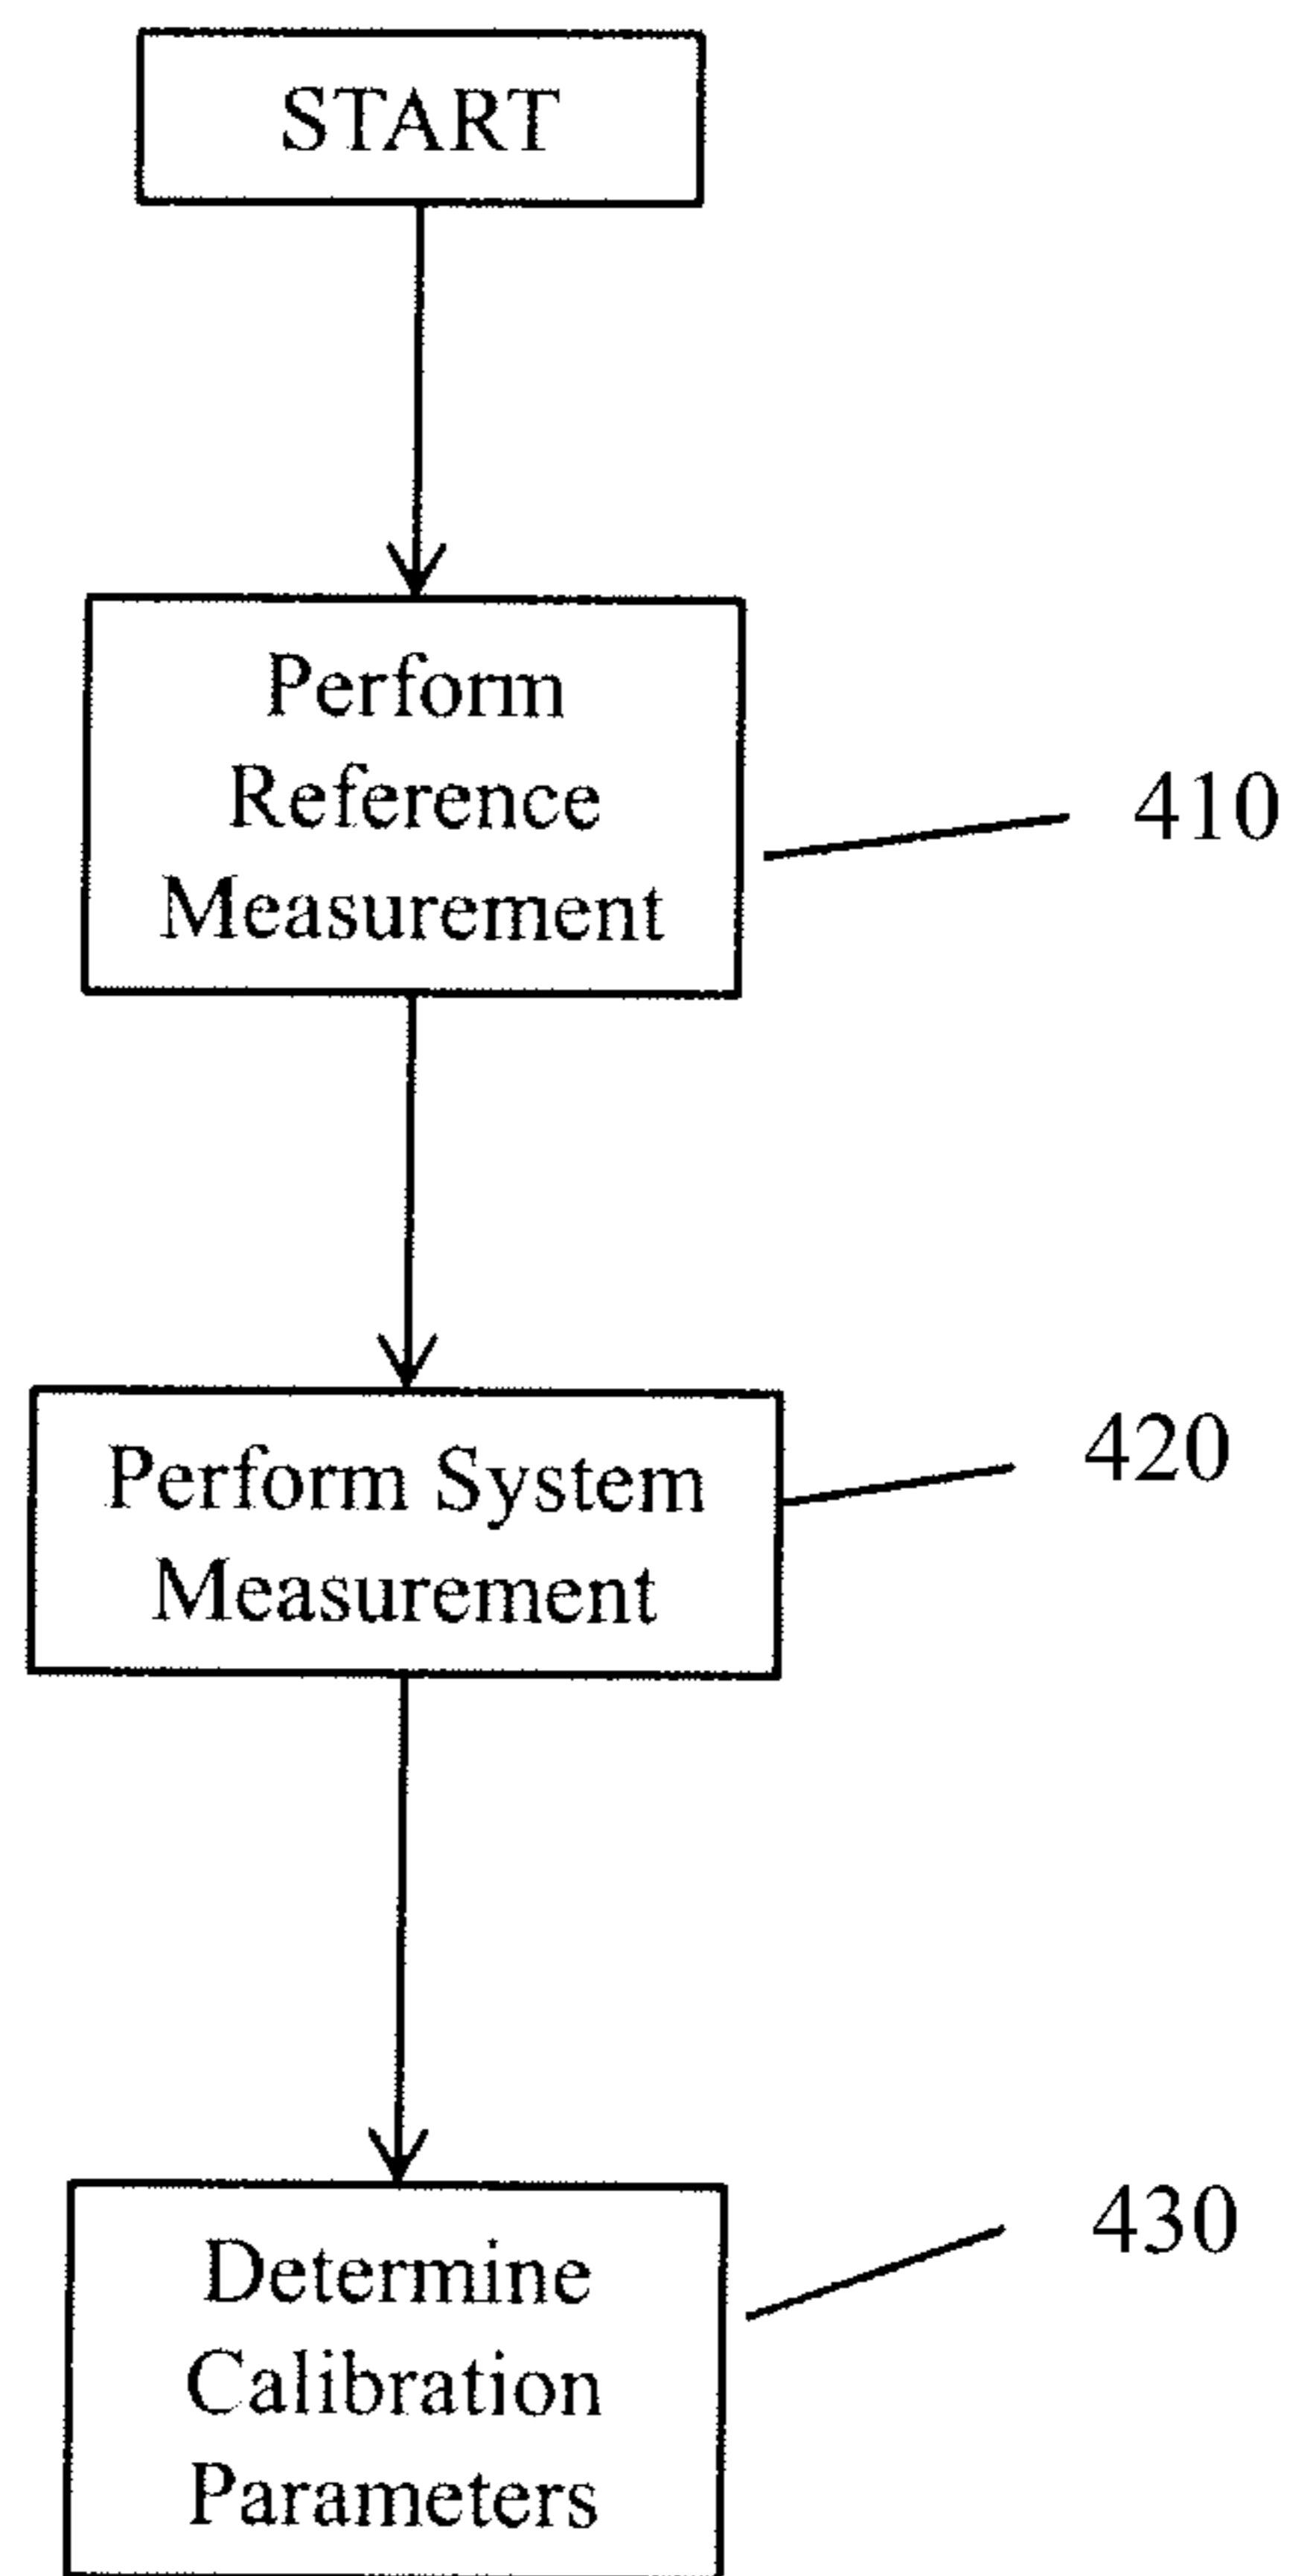 START
Perform
Reference
Measurement
410
Perform System
Measurement
420
Determine
Calibration
Parameters
430